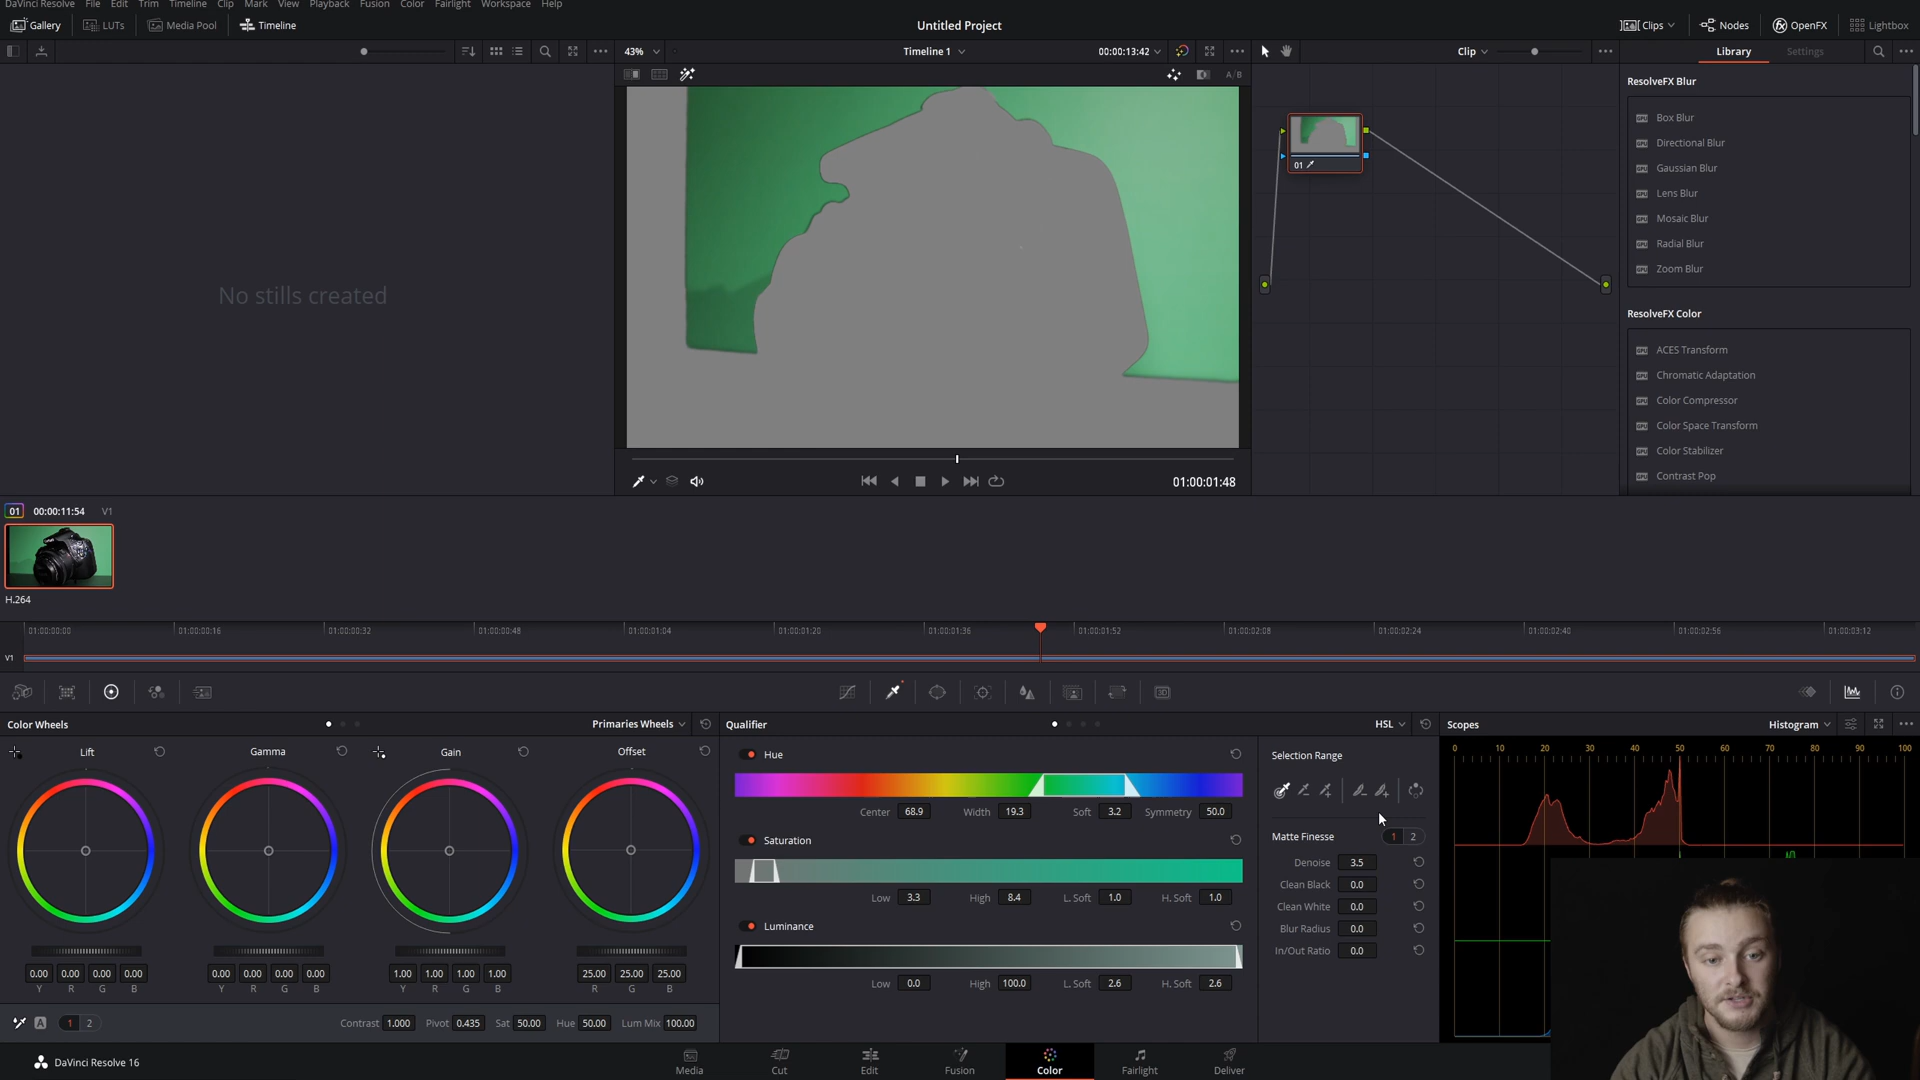 DaVinci Resolve File Edit Trim Timeline Clip Mark View Playback Fusion Color Fairlight Workspace Help
Gallery LUTs Media Pool Timeline Untitled Project Clips Nodes OpenFX Lightbox
43% Timeline 1 00:00:13:42 Clip Library Settings
A/B
ResolveFX Blur
Box Blur
Directional Blur
Gaussian Blur
Lens Blur
Mosaic Blur
Radial Blur
Zoom Blur
01
No stills created
ResolveFX Color
ACES Transform
Chromatic Adaptation
Color Compressor
Color Space Transform
Color Stabilizer
Contrast Pop
01:00:01:48
01 00:00:11:54 V1
H.264
01:00:00:00 01:00:00:16 01:00:00:32 01:00:00:48 01:00:01:04 01:00:01:20 01:00:01:36 01:00:01:52 01:00:02:08 01:00:02:24 01:00:02:40 01:00:02:56 01:00:03:12
V1
3D
Color Wheels Primaries Wheels Qualifier HSL Scopes Histogram
Lift Gamma Gain Offset
Hue
Selection Range
0 10 20 30 40 50 60 70 80 90 100
Center 68.9 Width 19.3 Soft 3.2 Symmetry 50.0
Saturation
Matte Finesse 1 2
Denoise 3.5
Clean Black 0.0
Low 3.3 High 8.4 L. Soft 1.0 H. Soft 1.0
Clean White 0.0
Luminance
Blur Radius 0.0
In/Out Ratio 0.0
0.00 0.00 0.00 0.00 0.00 0.00 0.00 0.00 1.00 1.00 1.00 1.00 25.00 25.00 25.00
Y R G B Y R G B Y R G B R G B
Low 0.0 High 100.0 L. Soft 2.6 H. Soft 2.6
A 1 2 Contrast 1.000 Pivot 0.435 Sat 50.00 Hue 50.00 Lum Mix 100.00
DaVinci Resolve 16
Media Cut Edit Fusion Color Fairlight Deliver